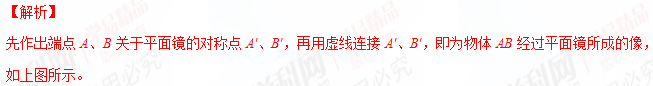 【解析】
先作出端点 A、B 关于平面镜的对称点 A′、B′，再用虚线连接 A′、B′，即为物体 AB 经过平面镜所成的像，
如上图所示。